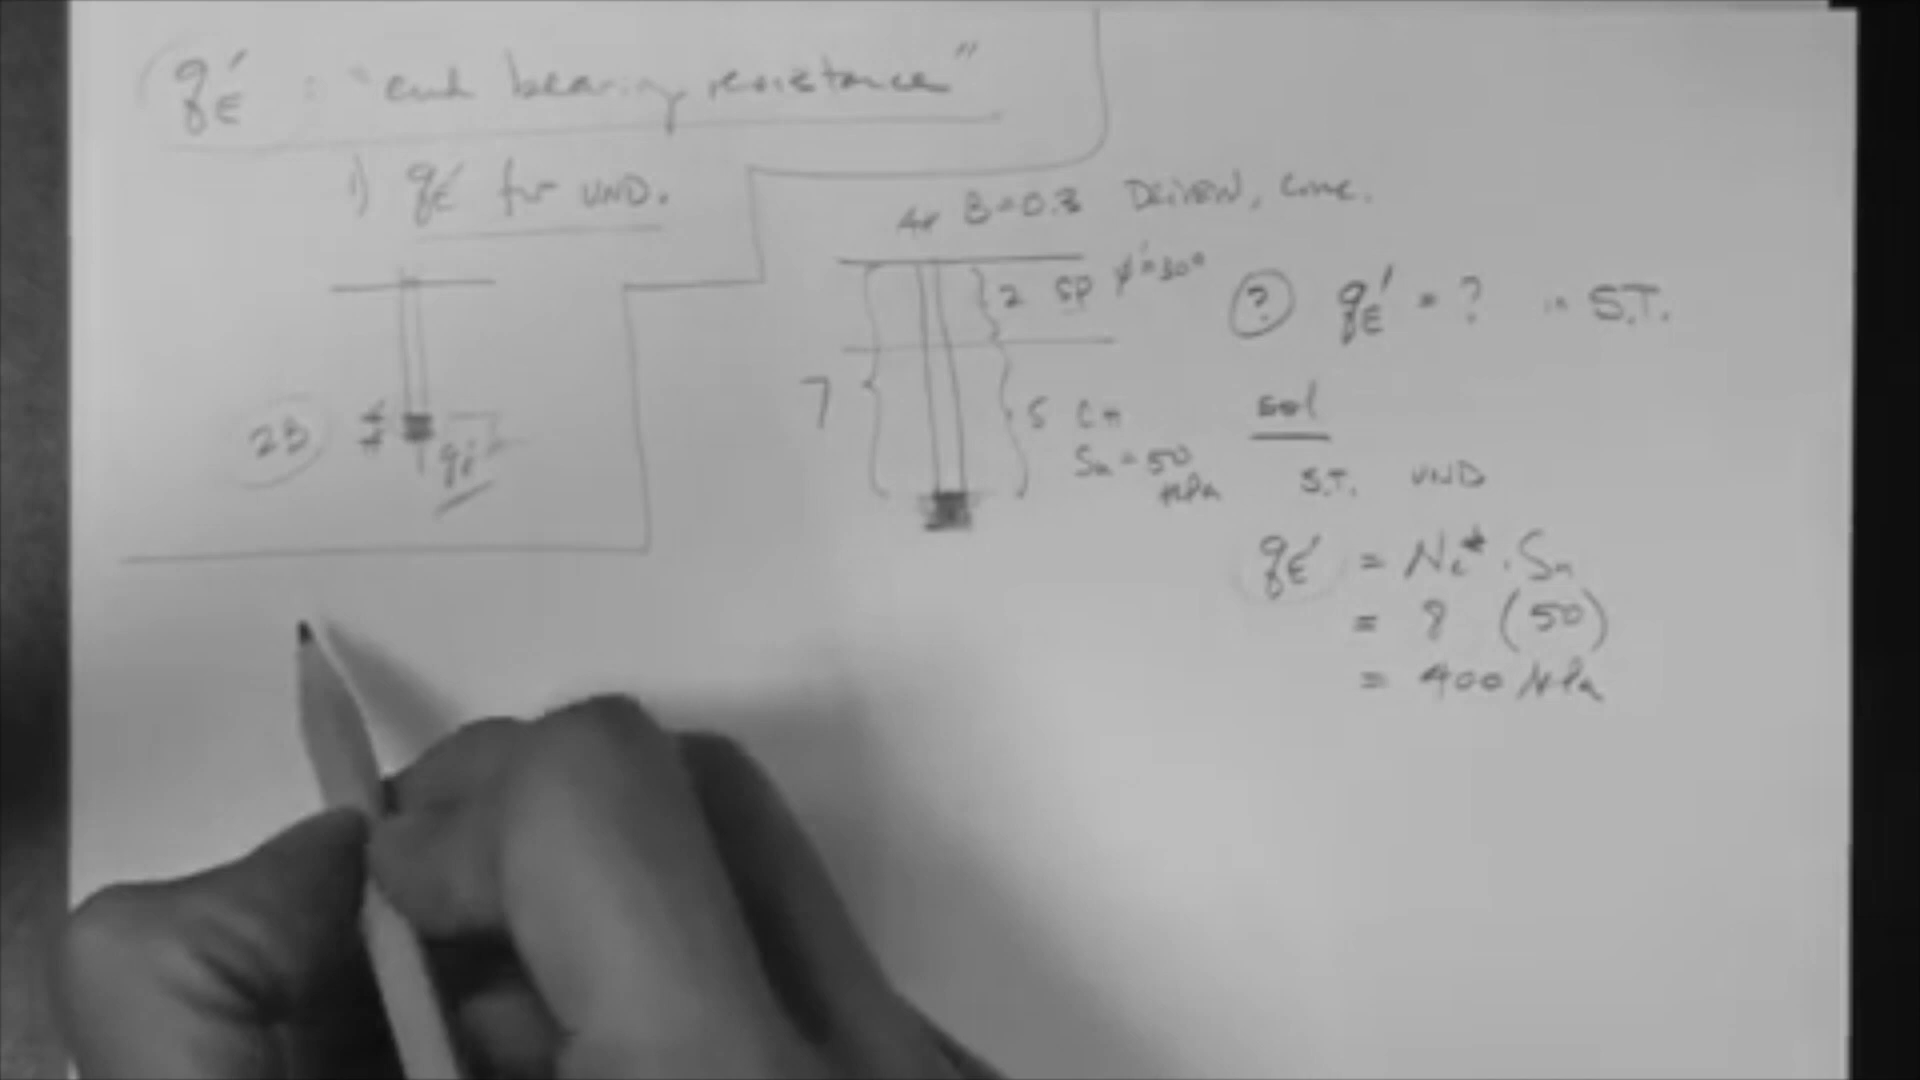 q'E : "end bearing resistance"
1) q'E for UND.
2B
4r B=0.3 DRIVEN, conc.
2 SP φ'=30°
7
5 CH
Su = 50
kPa
? q'E = ? in S.T.
sol
S.T. UND
q'E = Nc* . Su
= 8 (50)
= 400 kPa